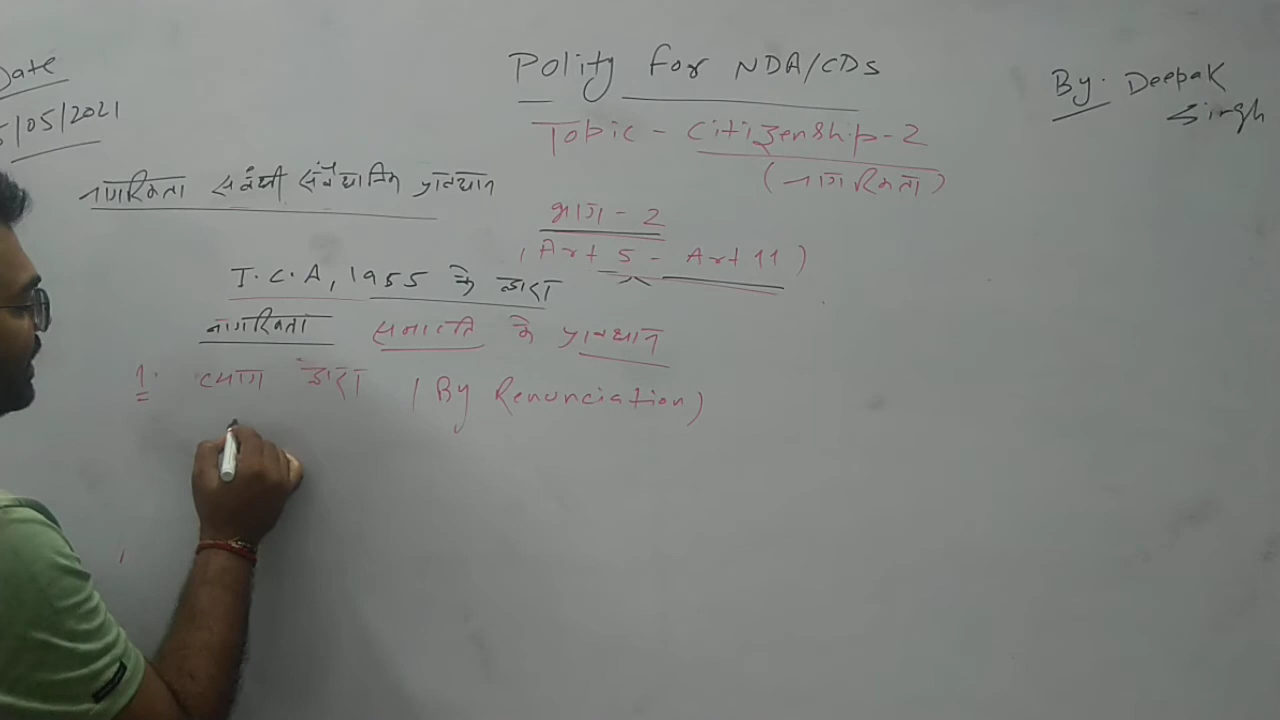 Date
5/05/2021
Polity for NDA/CDS
By: Deepak Singh
Topic - Citizenship-2
(नागरिकता)
नागरिकता संबंधी संवैधानिक प्रावधान
भाग - 2
(Art 5 - Art 11)
I.C.A, 1955 के द्वारा
नागरिकता समाप्ति के प्रावधान
1. त्याग द्वारा (By Renunciation)